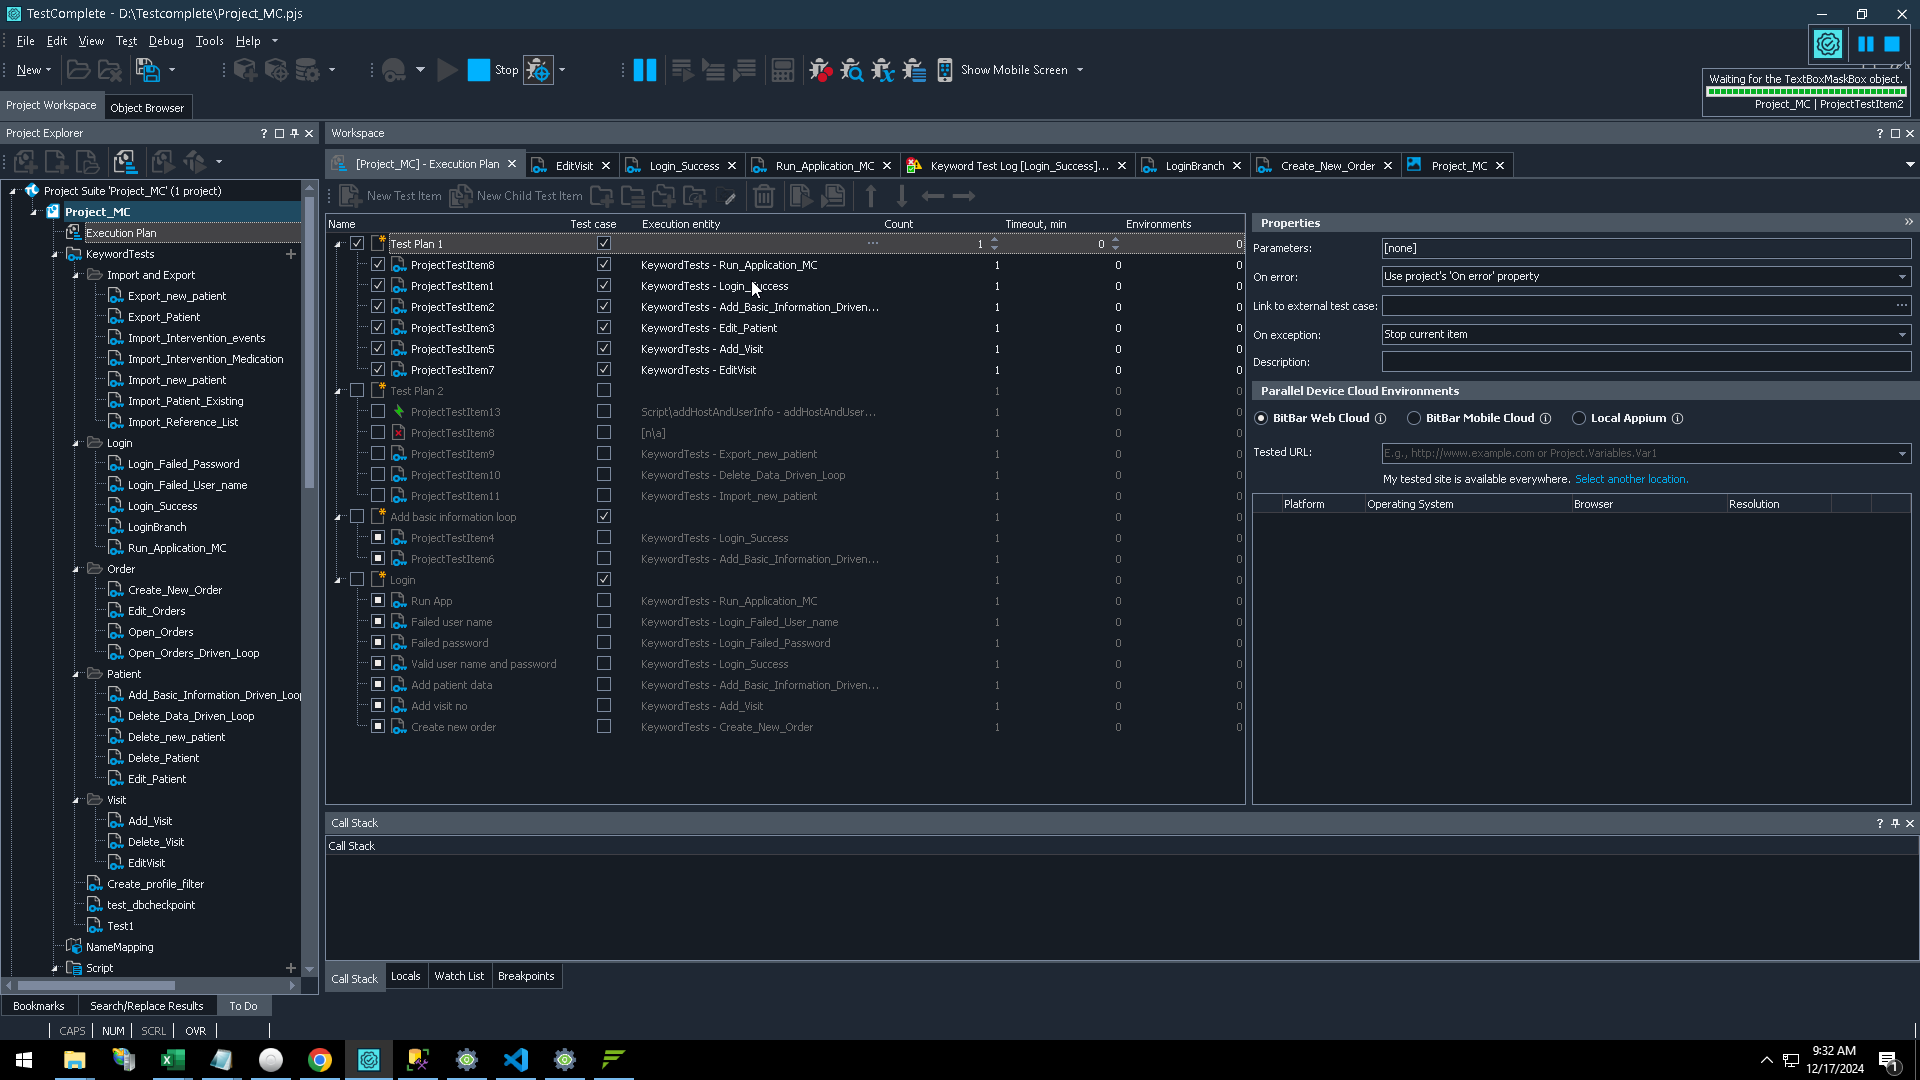 TestComplete - D:\Testcomplete\Project_MC.pjs
File Edit View Test Debug Tools Help
New
Stop
Show Mobile Screen
Waiting for the TextBoxMaskBox object.
Project_MC | ProjectTestItem2
Project Workspace
Object Browser
Project Explorer
Workspace
[Project_MC] - Execution Plan
EditVisit
Login_Success
Run_Application_MC
Keyword Test Log [Login_Success]...
LoginBranch
Create_New_Order
Project_MC
New Test Item
New Child Test Item
Project Suite 'Project_MC' (1 project)
Project_MC
Execution Plan
KeywordTests
Import and Export
Export_new_patient
Export_Patient
Import_Intervention_events
Import_Intervention_Medication
Import_new_patient
Import_Patient_Existing
Import_Reference_List
Login
Login_Failed_Password
Login_Failed_User_name
Login_Success
LoginBranch
Run_Application_MC
Order
Create_New_Order
Edit_Orders
Open_Orders
Open_Orders_Driven_Loop
Patient
Add_Basic_Information_Driven_Loop
Delete_Data_Driven_Loop
Delete_new_patient
Delete_Patient
Edit_Patient
Visit
Add_Visit
Delete_Visit
EditVisit
Create_profile_filter
test_dbcheckpoint
Test1
NameMapping
Script
Name Test case Execution entity Count Timeout, min Environments
Test Plan 1 ... 1 0 0
ProjectTestItem8 KeywordTests - Run_Application_MC 1 0 0
ProjectTestItem1 KeywordTests - Login_Success 1 0 0
ProjectTestItem2 KeywordTests - Add_Basic_Information_Driven... 1 0 0
ProjectTestItem3 KeywordTests - Edit_Patient 1 0 0
ProjectTestItem5 KeywordTests - Add_Visit 1 0 0
ProjectTestItem7 KeywordTests - EditVisit 1 0 0
Test Plan 2 1 0 0
ProjectTestItem13 Script\addHostAndUserInfo - addHostAndUser... 1 0 0
ProjectTestItem8 [n\a] 1 0 0
ProjectTestItem9 KeywordTests - Export_new_patient 1 0 0
ProjectTestItem10 KeywordTests - Delete_Data_Driven_Loop 1 0 0
ProjectTestItem11 KeywordTests - Import_new_patient 1 0 0
Add basic information loop 1 0 0
ProjectTestItem4 KeywordTests - Login_Success 1 0 0
ProjectTestItem6 KeywordTests - Add_Basic_Information_Driven... 1 0 0
Login 1 0 0
Run App KeywordTests - Run_Application_MC 1 0 0
Failed user name KeywordTests - Login_Failed_User_name 1 0 0
Failed password KeywordTests - Login_Failed_Password 1 0 0
Valid user name and password KeywordTests - Login_Success 1 0 0
Add patient data KeywordTests - Add_Basic_Information_Driven... 1 0 0
Add visit no KeywordTests - Add_Visit 1 0 0
Create new order KeywordTests - Create_New_Order 1 0 0
Properties
Parameters: [none]
On error: Use project's 'On error' property
Link to external test case: ...
On exception: Stop current item
Description:
Parallel Device Cloud Environments
BitBar Web Cloud BitBar Mobile Cloud Local Appium
Tested URL: E.g., http://www.example.com or Project.Variables.Var1
My tested site is available everywhere. Select another location.
Platform Operating System Browser Resolution
Call Stack
Call Stack
Call Stack Locals Watch List Breakpoints
Bookmarks Search/Replace Results To Do
CAPS NUM SCRL OVR
9:32 AM
12/17/2024
1